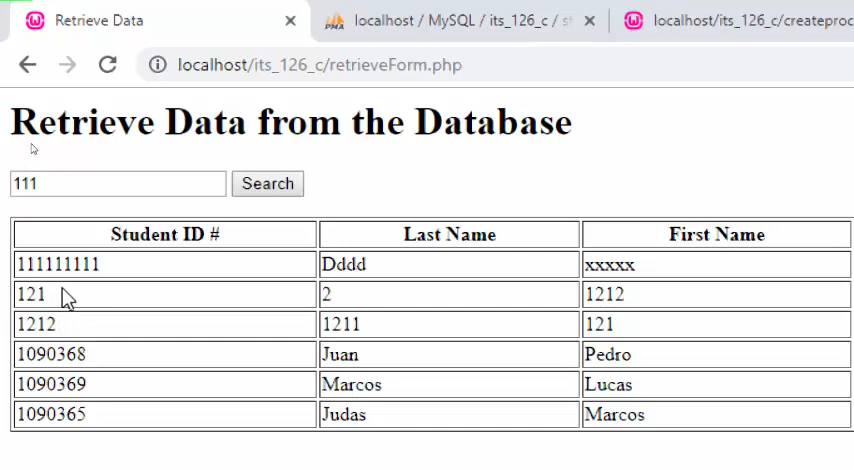 Retrieve Data
localhost / MySQL / its_126_c / st
localhost/its_126_c/createproc
localhost/its_126_c/retrieveForm.php
Retrieve Data from the Database
111 Search
Student ID # Last Name First Name
111111111 Dddd xxxxx
121 2 1212
1212 1211 121
1090368 Juan Pedro
1090369 Marcos Lucas
1090365 Judas Marcos